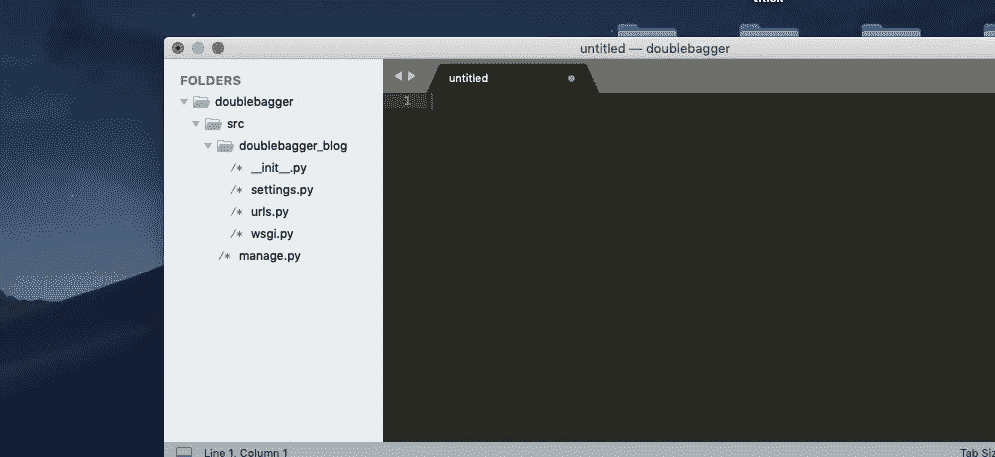 untitled — doublebagger
FOLDERS
doublebagger
src
doublebagger_blog
/* __init__.py
/* settings.py
/* urls.py
/* wsgi.py
/* manage.py
untitled
1
Line 1, Column 1
Tab Siz